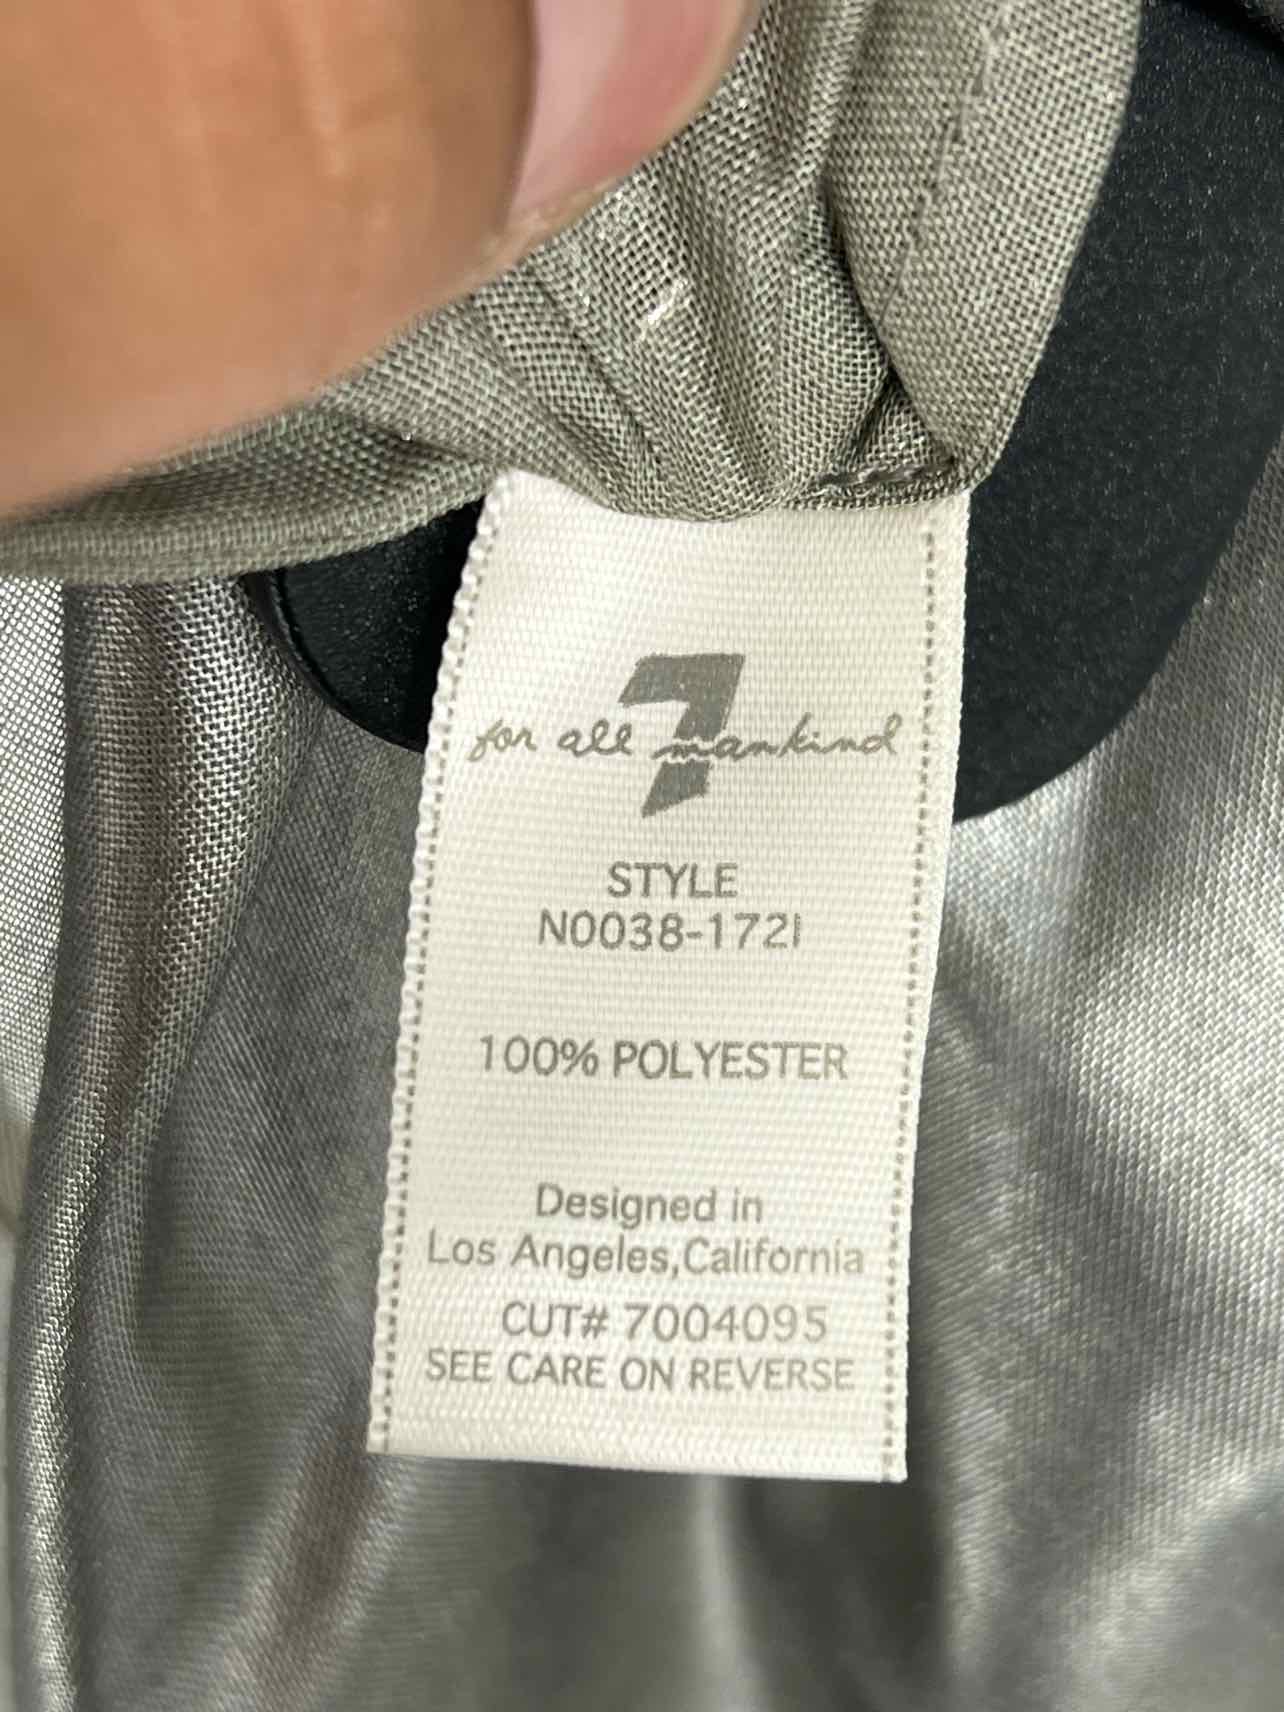 7
for all mankind
STYLE
N0038-172I
100% POLYESTER
Designed in
Los Angeles,California
CUT# 7004095
SEE CARE ON REVERSE